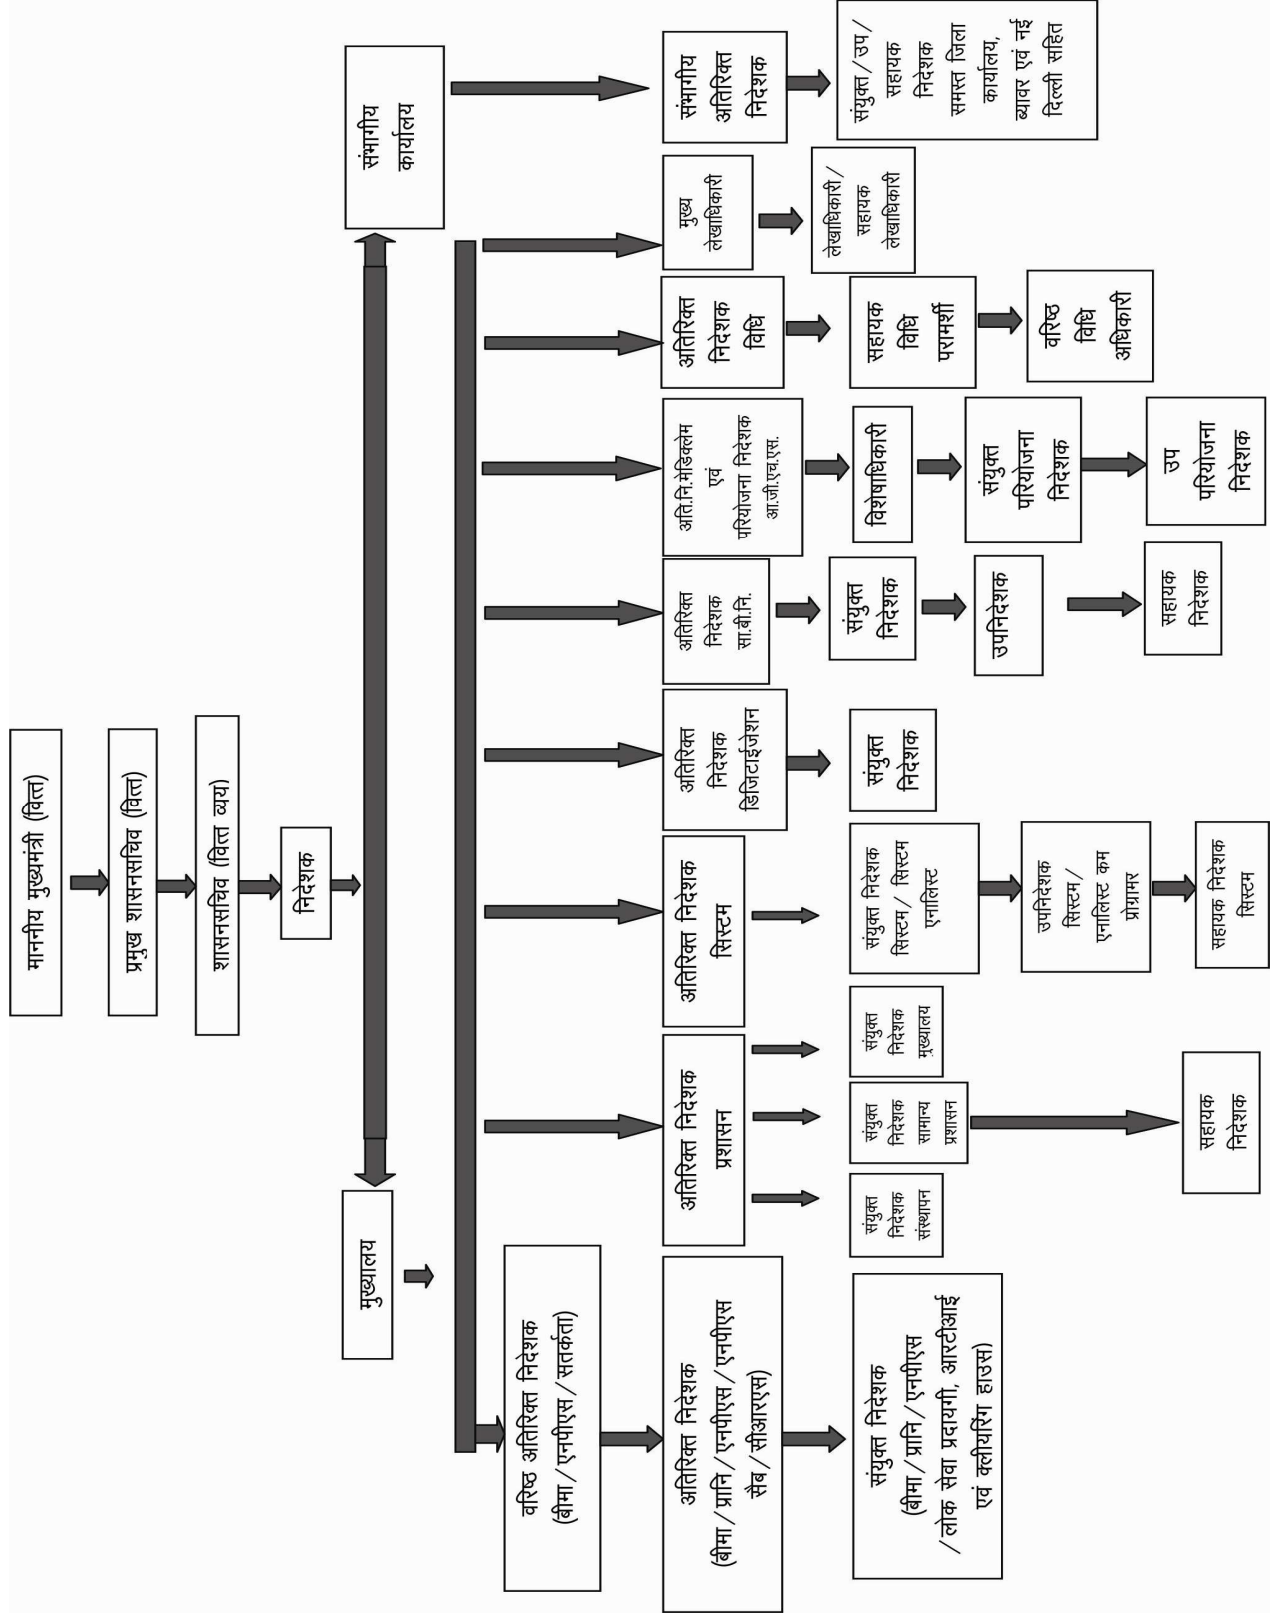 माननीय मुख्यमंत्री (वित्त)
प्रमुख शासनसचिव (वित्त)
शासनसचिव (वित्त व्यय)
निदेशक
मुख्यालय
संभागीय
कार्यालय
वरिष्ठ अतिरिक्त निदेशक
(बीमा/एनपीएस/सतर्कता)
अतिरिक्त निदेशक
(बीमा/प्रानि/एनपीएस/एनपीएस
सैब/सीआरएस)
संयुक्त निदेशक
(बीमा/प्रानि/एनपीएस
/लोक सेवा प्रदायगी, आरटीआई
एवं क्लीयरिंग हाउस)
अतिरिक्त निदेशक
प्रशासन
संयुक्त
निदेशक
संस्थापन
संयुक्त
निदेशक
सामान्य
प्रशासन
संयुक्त
निदेशक
मुख्यालय
सहायक
निदेशक
अतिरिक्त निदेशक
सिस्टम
संयुक्त निदेशक
सिस्टम/ सिस्टम
एनालिस्ट
उपनिदेशक
सिस्टम/
एनालिस्ट कम
प्रोग्रामर
सहायक निदेशक
सिस्टम
अतिरिक्त
निदेशक
डिजिटाईजेशन
संयुक्त
निदेशक
अतिरिक्त
निदेशक
सा.बी.नि.
संयुक्त
निदेशक
उपनिदेशक
सहायक
निदेशक
अति.नि.मेडिक्लेम
एवं
परियोजना निदेशक
आ.जी.एच.एस.
विशेषाधिकारी
संयुक्त
परियोजना
निदेशक
उप
परियोजना
निदेशक
अतिरिक्त
निदेशक
विधि
सहायक
विधि
परामर्शी
वरिष्ठ
विधि
अधिकारी
मुख्य
लेखाधिकारी
लेखाधिकारी/
सहायक
लेखाधिकारी
संभागीय
अतिरिक्त
निदेशक
संयुक्त/उप/
सहायक
निदेशक
समस्त जिला
कार्यालय,
ब्यावर एवं नई
दिल्ली सहित